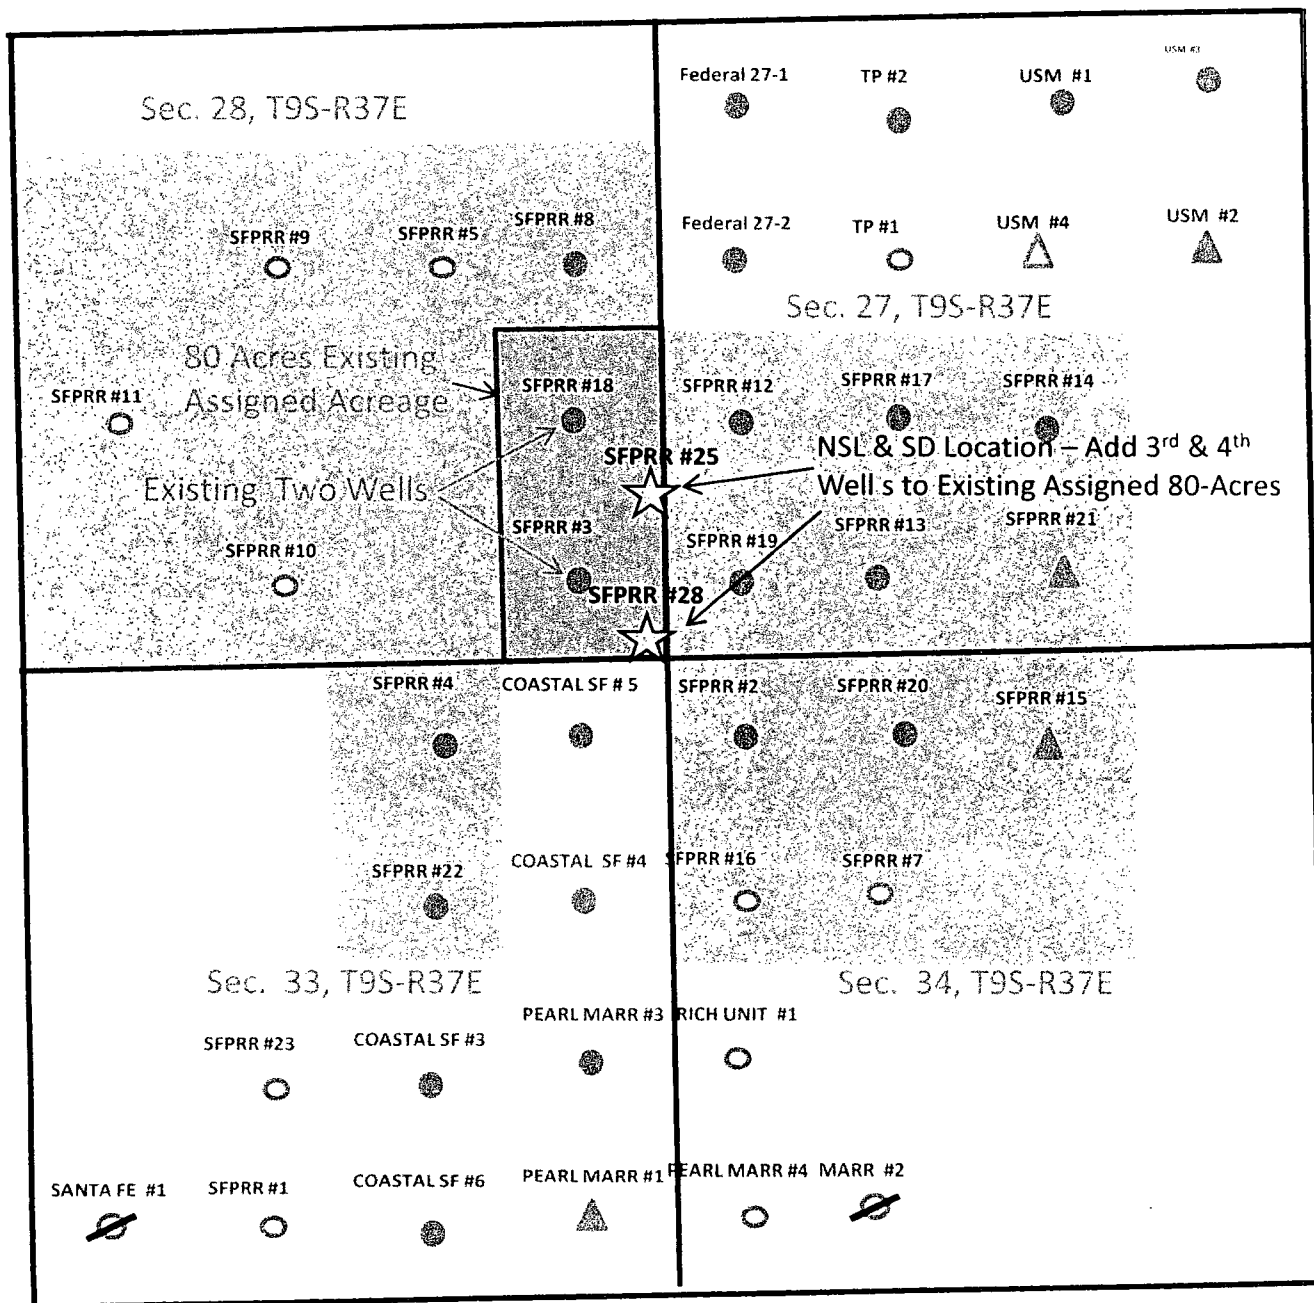 USM #3
Federal 27-1
TP #2
USM #1
Sec. 28, T9S-R37E
SFPRR #9
SFPRR #5
SFPRR #8
Federal 27-2
TP #1
USM #4
USM #2
Sec. 27, T9S-R37E
80 Acres Existing
Assigned Acreage
SFPRR #11
SFPRR #18
SFPRR #12
SFPRR #17
SFPRR #14
SFPRR #25
NSL & SD Location – Add 3rd & 4th
Well s to Existing Assigned 80-Acres
Existing Two Wells
SFPRR #10
SFPRR #3
SFPRR #19
SFPRR #13
SFPRR #21
SFPRR #28
SFPRR #4
COASTAL SF # 5
SFPRR #2
SFPRR #20
SFPRR #15
SFPRR #22
COASTAL SF #4
SFPRR #16
SFPRR #7
Sec. 33, T9S-R37E
Sec. 34, T9S-R37E
SFPRR #23
COASTAL SF #3
PEARL MARR #3
RICH UNIT #1
SANTA FE #1
SFPRR #1
COASTAL SF #6
PEARL MARR #1
PEARL MARR #4
MARR #2